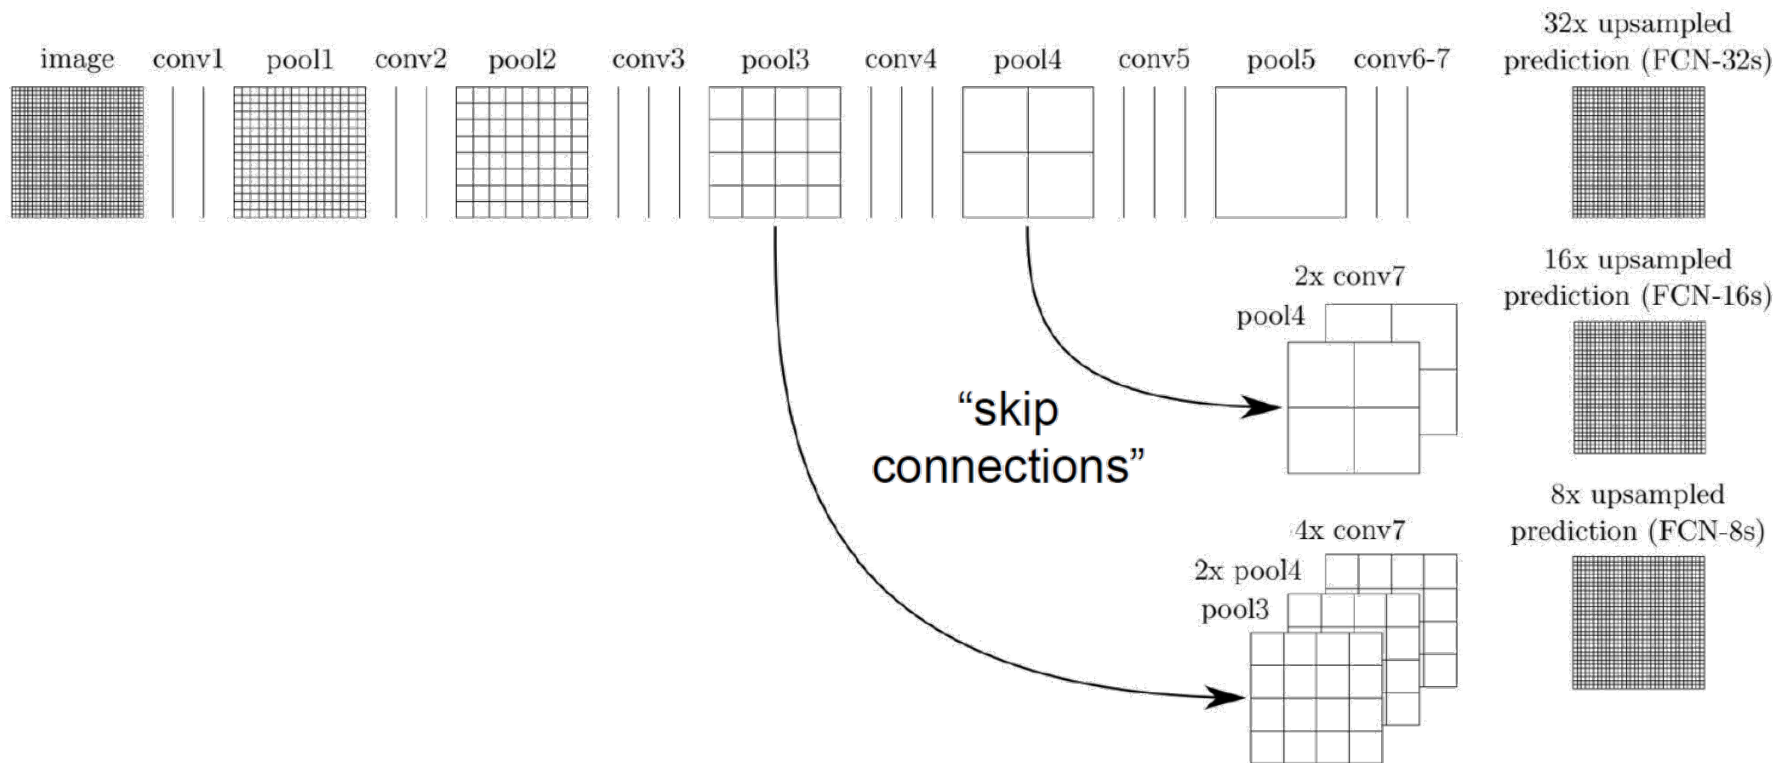 image conv1 pool1 conv2 pool2 conv3 pool3 conv4 pool4 conv5 pool5 conv6-7
32x upsampled
prediction (FCN-32s)
2x conv7
pool4
16x upsampled
prediction (FCN-16s)
“skip
connections”
4x conv7
2x pool4
pool3
8x upsampled
prediction (FCN-8s)